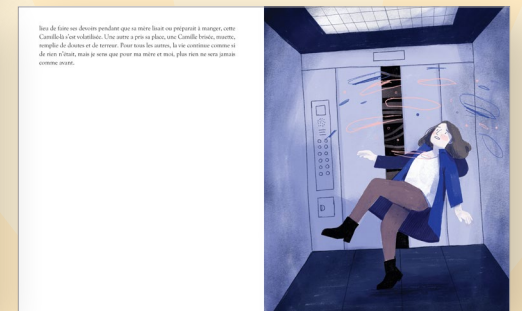 lieu de faire ses devoirs pendant que sa mère lisait ou préparait à manger, cette
Camille-là s'est volatilisée. Une autre a pris sa place, une Camille brisée, muette,
remplie de doutes et de terreur. Pour tous les autres, la vie continue comme si
de rien n'était, mais je sens que pour ma mère et moi, plus rien ne sera jamais
comme avant.